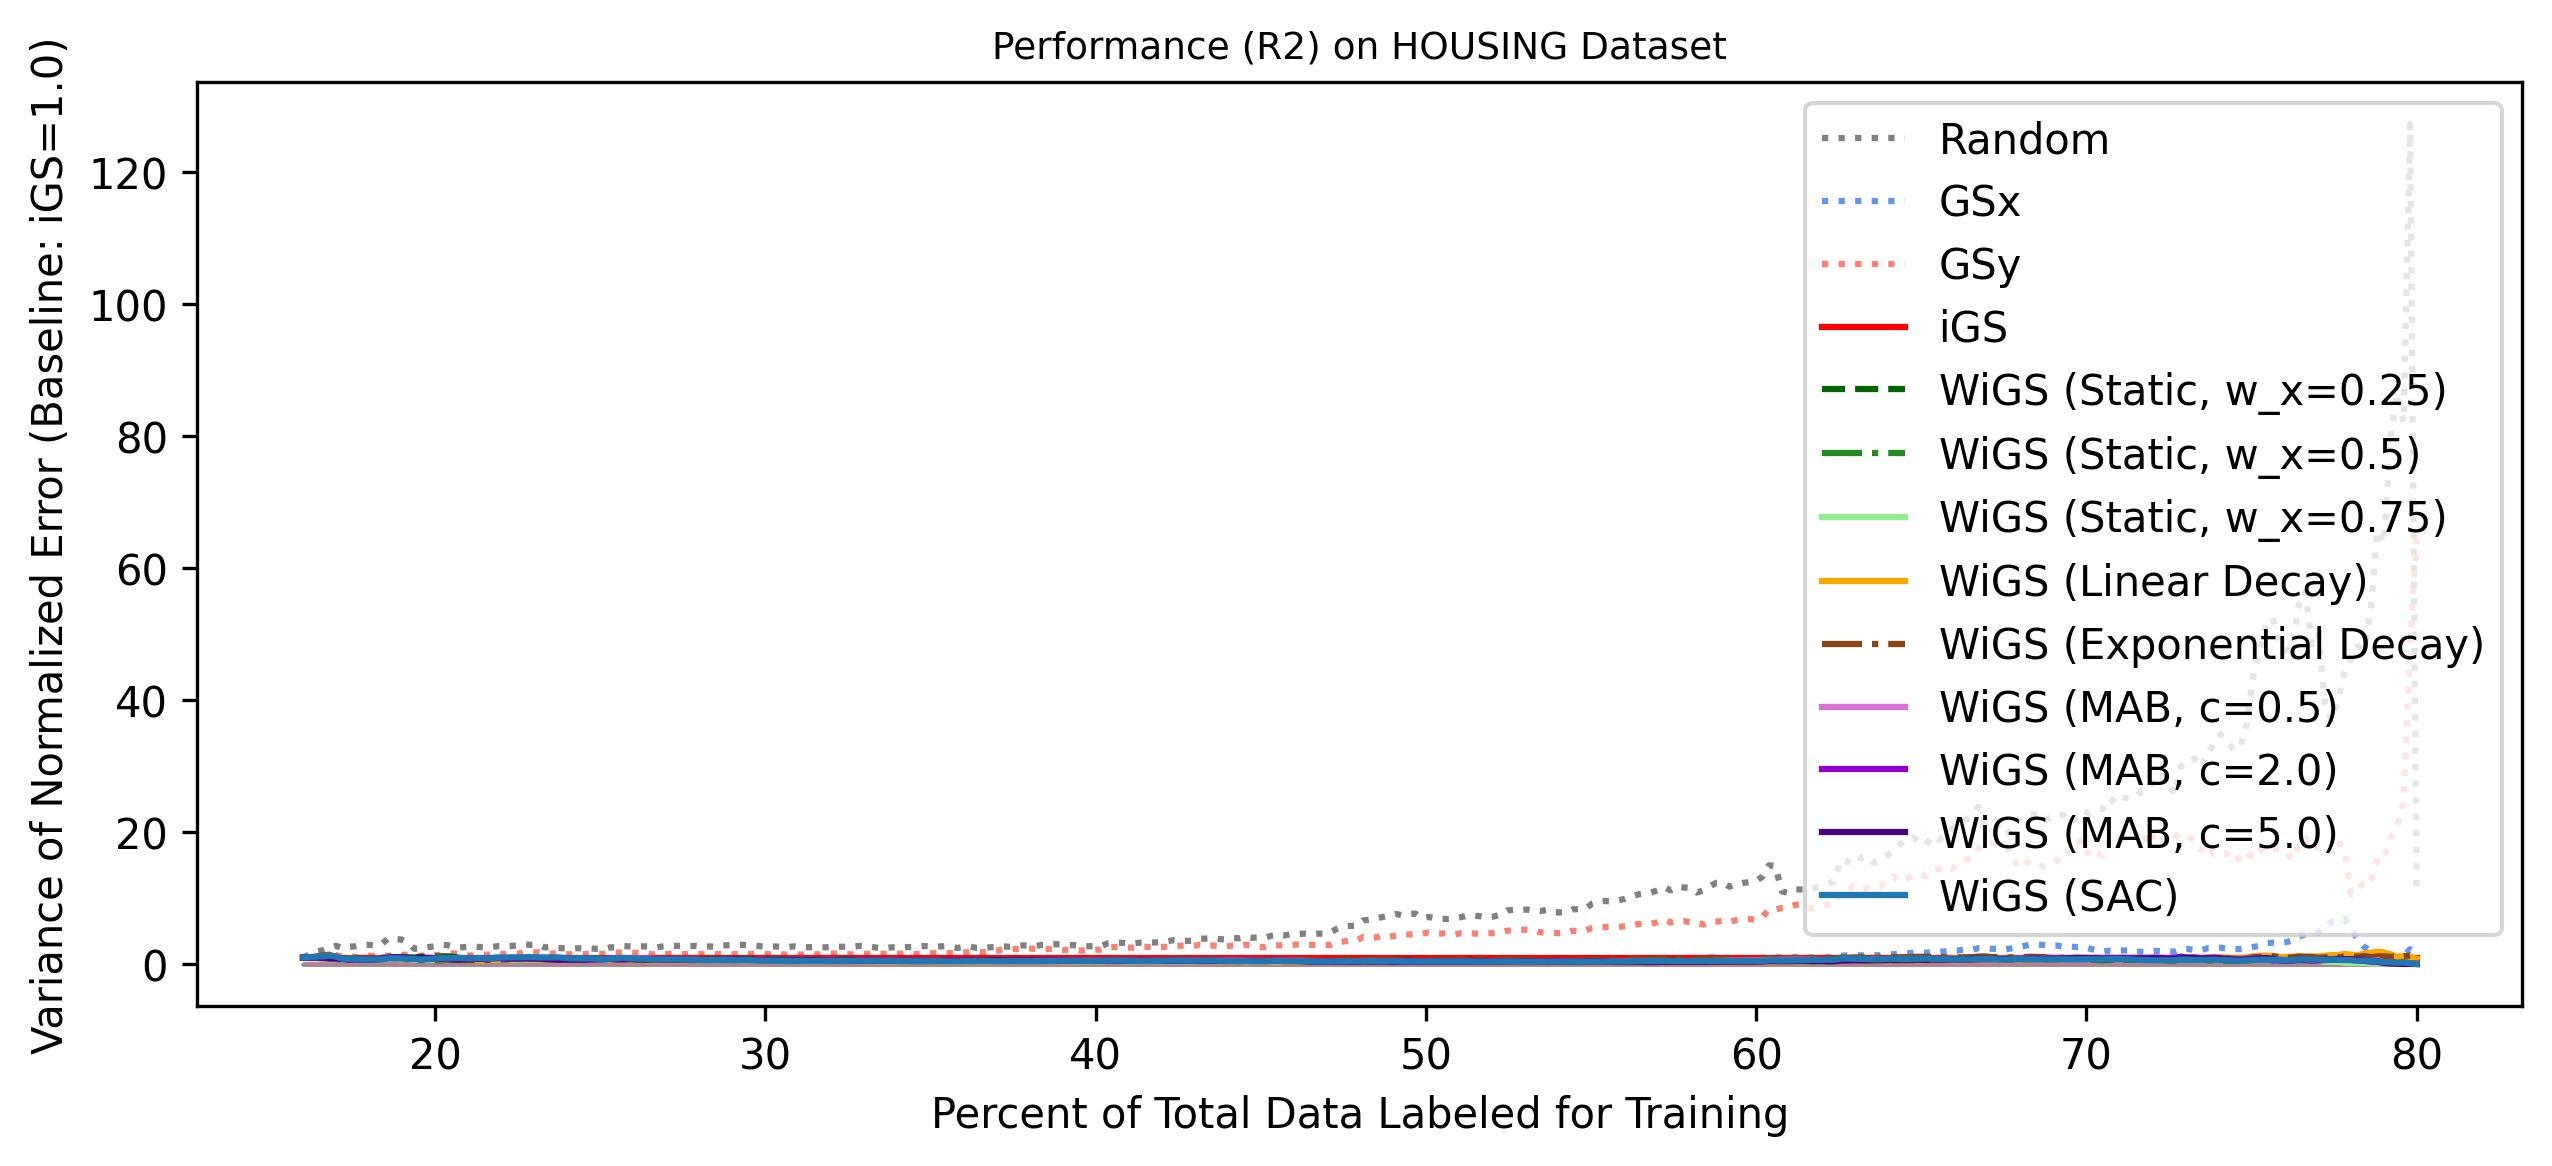 Performance (R2) on HOUSING Dataset
Variance of Normalized Error (Baseline: iGS=1.0)
120
100
80
60
40
20
0
Random
GSx
GSy
iGS
WiGS (Static, w_x=0.25)
WiGS (Static, w_x=0.5)
WiGS (Static, w_x=0.75)
WiGS (Linear Decay)
WiGS (Exponential Decay)
WiGS (MAB, c=0.5)
WiGS (MAB, c=2.0)
WiGS (MAB, c=5.0)
WiGS (SAC)
20 30 40 50 60 70 80
Percent of Total Data Labeled for Training